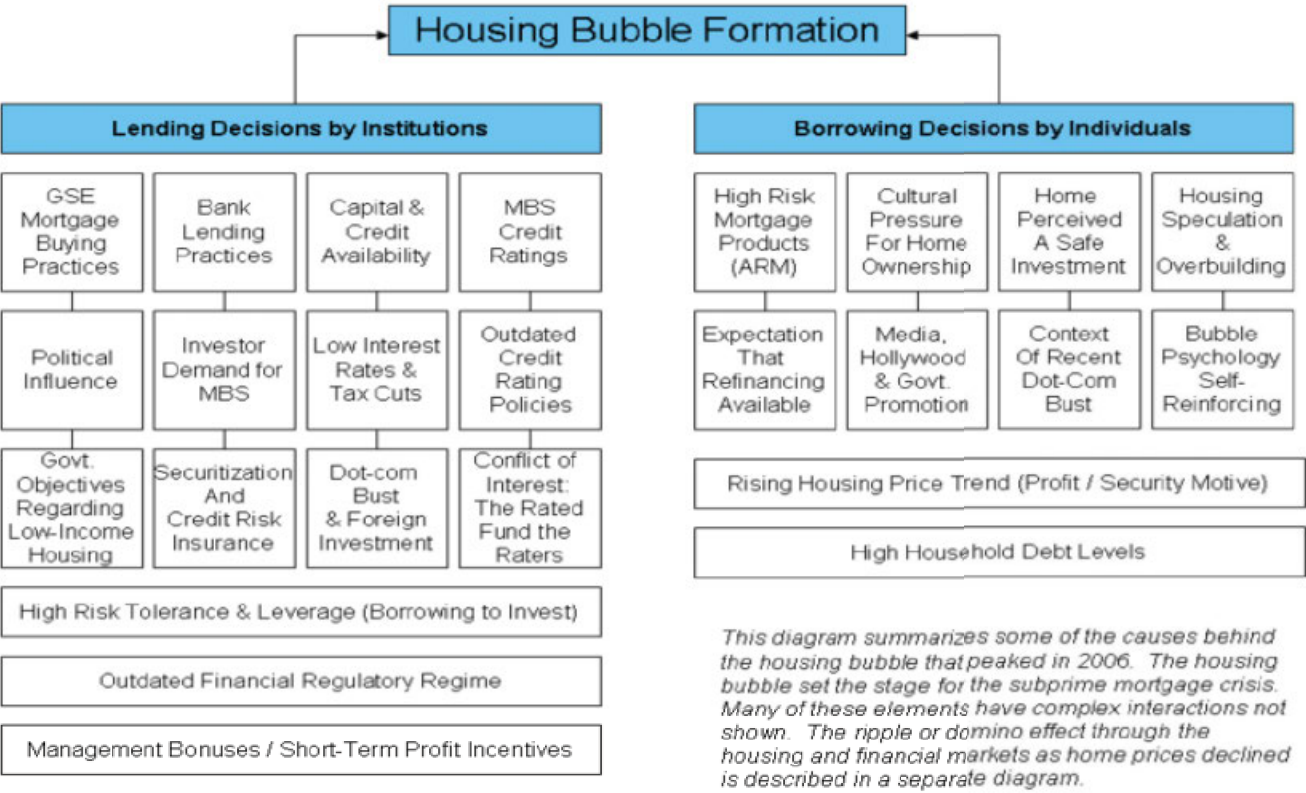 Housing Bubble Formation
Lending Decisions by Institutions
GSE
Mortgage
Buying
Practices
Bank
Lending
Practices
Capital &
Credit
Availability
MBS
Credit
Ratings
Political
Influence
Investor
Demand for
MBS
Low Interest
Rates &
Tax Cuts
Outdated
Credit
Rating
Policies
Govt.
Objectives
Regarding
Low-Income
Housing
Securitization
And
Credit Risk
Insurance
Dot-com
Bust
& Foreign
Investment
Conflict of
Interest:
The Rated
Fund the
Raters
High Risk Tolerance & Leverage (Borrowing to Invest)
Outdated Financial Regulatory Regime
Management Bonuses / Short-Term Profit Incentives
Borrowing Decisions by Individuals
High Risk
Mortgage
Products
(ARM)
Cultural
Pressure
For Home
Ownership
Home
Perceived
A Safe
Investment
Housing
Speculation
&
Overbuilding
Expectation
That
Refinancing
Available
Media,
Hollywood
& Govt.
Promotion
Context
Of Recent
Dot-Com
Bust
Bubble
Psychology
Self-
Reinforcing
Rising Housing Price Trend (Profit / Security Motive)
High Household Debt Levels
This diagram summarizes some of the causes behind
the housing bubble that peaked in 2006. The housing
bubble set the stage for the subprime mortgage crisis.
Many of these elements have complex interactions not
shown. The ripple or domino effect through the
housing and financial markets as home prices declined
is described in a separate diagram.